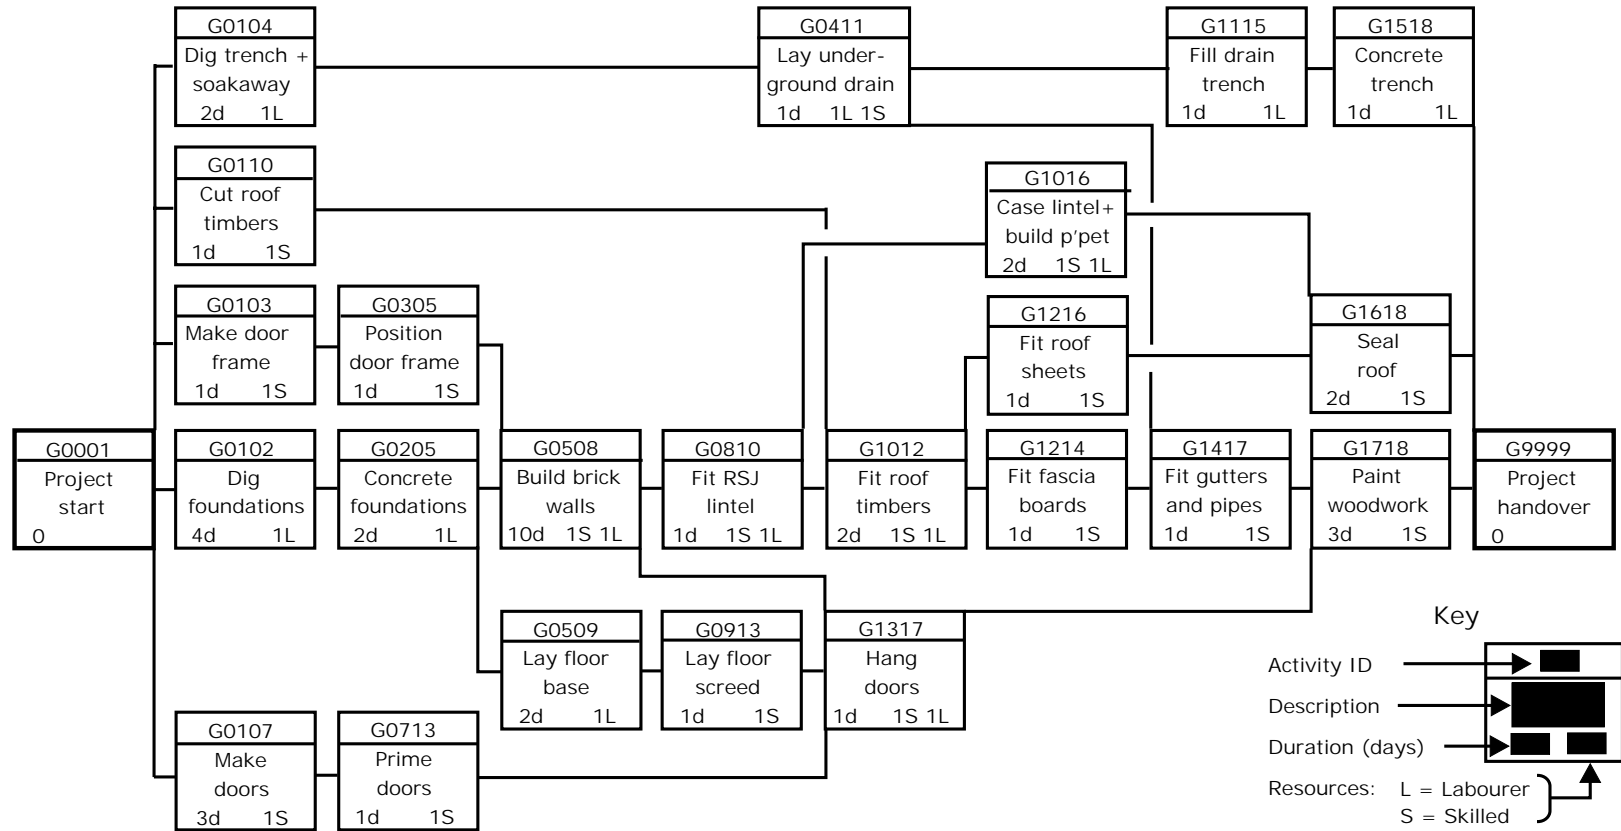 G0104
Dig trench +
soakaway
2d 1L
G0411
Lay under-
ground drain
1d 1L 1S
G1115
Fill drain
trench
1d 1L
G1518
Concrete
trench
1d 1L
G0110
Cut roof
timbers
1d 1S
G1016
Case lintel+
build p'pet
2d 1S 1L
G0103
Make door
frame
1d 1S
G0305
Position
door frame
1d 1S
G1216
Fit roof
sheets
1d 1S
G1618
Seal
roof
2d 1S
G0001
Project
start
0
G0102
Dig
foundations
4d 1L
G0205
Concrete
foundations
2d 1L
G0508
Build brick
walls
10d 1S 1L
G0810
Fit RSJ
lintel
1d 1S 1L
G1012
Fit roof
timbers
2d 1S 1L
G1214
Fit fascia
boards
1d 1S
G1417
Fit gutters
and pipes
1d 1S
G1718
Paint
woodwork
3d 1S
G9999
Project
handover
0
G0509
Lay floor
base
2d 1L
G0913
Lay floor
screed
1d 1S
G1317
Hang
doors
1d 1S 1L
G0107
Make
doors
3d 1S
G0713
Prime
doors
1d 1S
Key
Activity ID
Description
Duration (days)
Resources: L = Labourer
S = Skilled